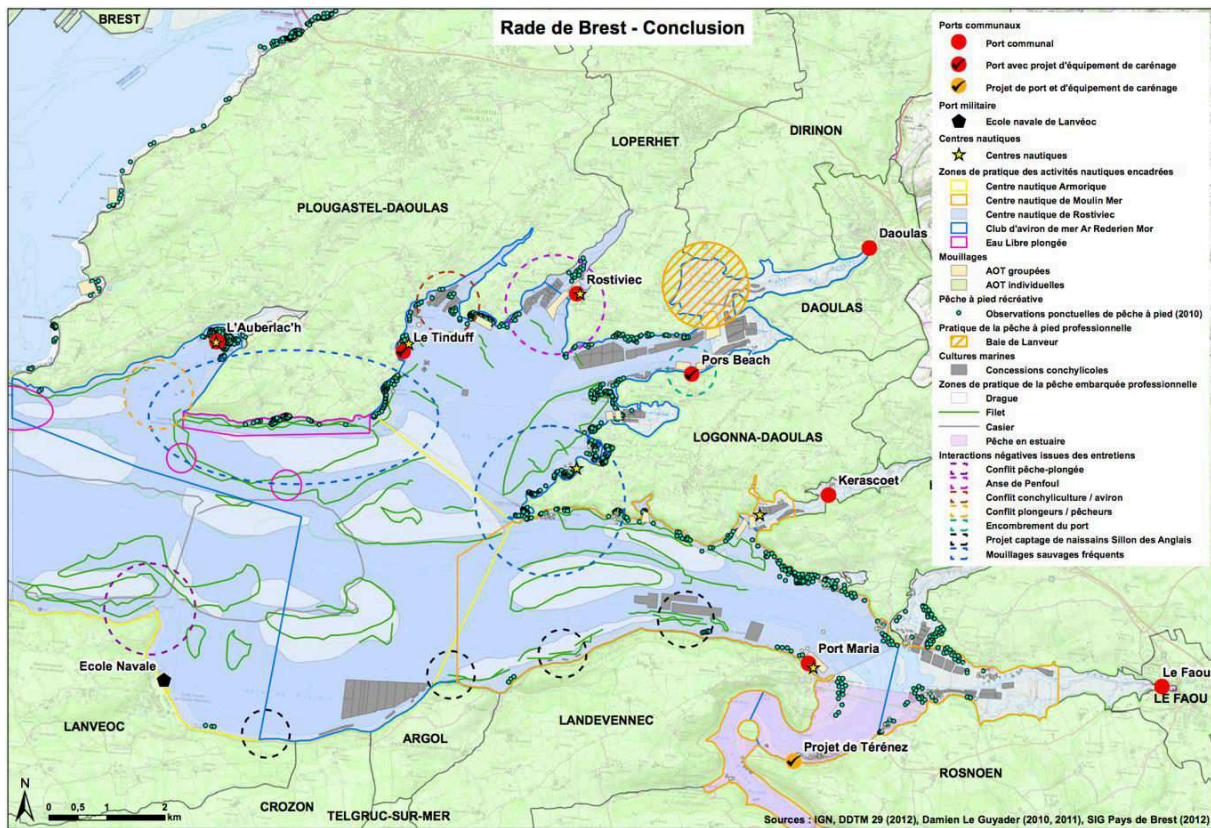 BREST
Rade de Brest - Conclusion
LOPERHET
DIRINON
PLOUGASTEL-DAOULAS
Daoulas
Rostiviec
DAOULAS
L'Auberlac'h
Le Tinduff
Pors Beach
LOGONNA-DAOULAS
Kerascoet
Ecole Navale
Port Maria
Le Faou
LE FAOU
LANVEOC
LANDEVENNEC
ARGOL
Projet de Térénez
ROSNOEN
CROZON
TELGRUC-SUR-MER
N
0 0,5 1 2
km
Ports communaux
Port communal
Port avec projet d'équipement de carénage
Projet de port et d'équipement de carénage
Port militaire
Ecole navale de Lanvéoc
Centres nautiques
Centres nautiques
Zones de pratique des activités nautiques encadrées
Centre nautique Armorique
Centre nautique de Moulin Mer
Centre nautique de Rostiviec
Club d'aviron de mer Ar Rederien Mor
Eau Libre plongée
Mouillages
AOT groupées
AOT individuelles
Pêche à pied récréative
Observations ponctuelles de pêche à pied (2010)
Pratique de la pêche à pied professionnelle
Baie de Lanveur
Cultures marines
Concessions conchylicoles
Zones de pratique de la pêche embarquée professionnelle
Drague
Filet
Casier
Pêche en estuaire
Interactions négatives issues des entretiens
Conflit pêche-plongée
Anse de Penfoul
Conflit conchyliculture / aviron
Conflit plongeurs / pêcheurs
Encombrement du port
Projet captage de naissains Sillon des Anglais
Mouillages sauvages fréquents
Sources : IGN, DDTM 29 (2012), Damien Le Guyader (2010, 2011), SIG Pays de Brest (2012)